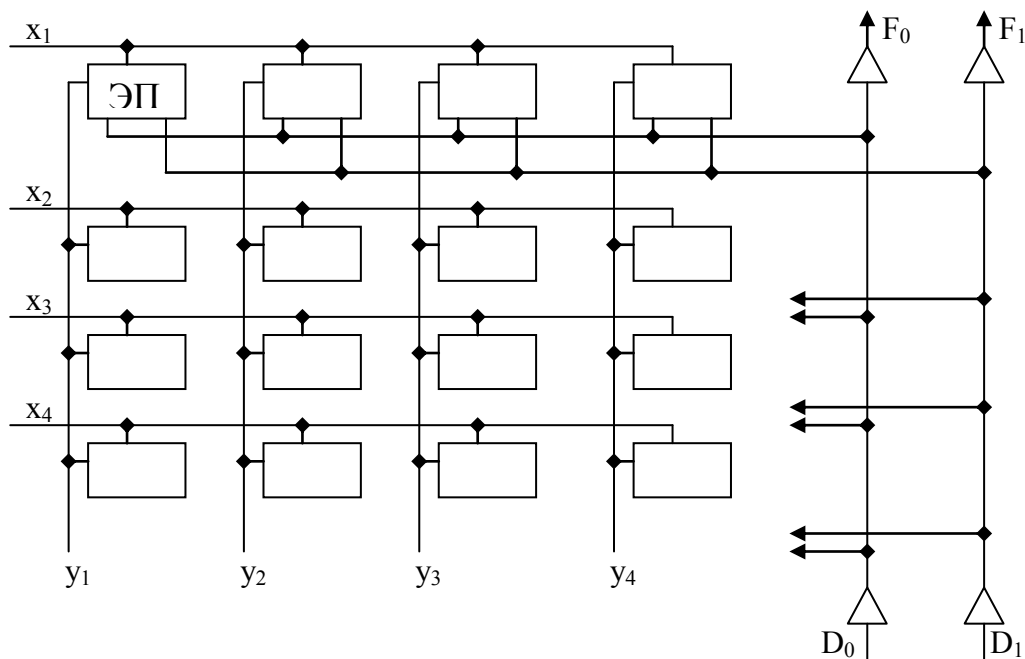 x₁
F₀
F₁
ЭП
x₂
x₃
x₄
y₁
y₂
y₃
y₄
D₀
D₁